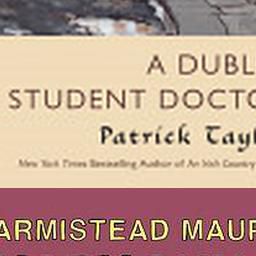 A DUBL
STUDENT DOCTO
Patrick Tayl
New York Times Bestselling Author of An Irish Country
ARMISTEAD MAUP